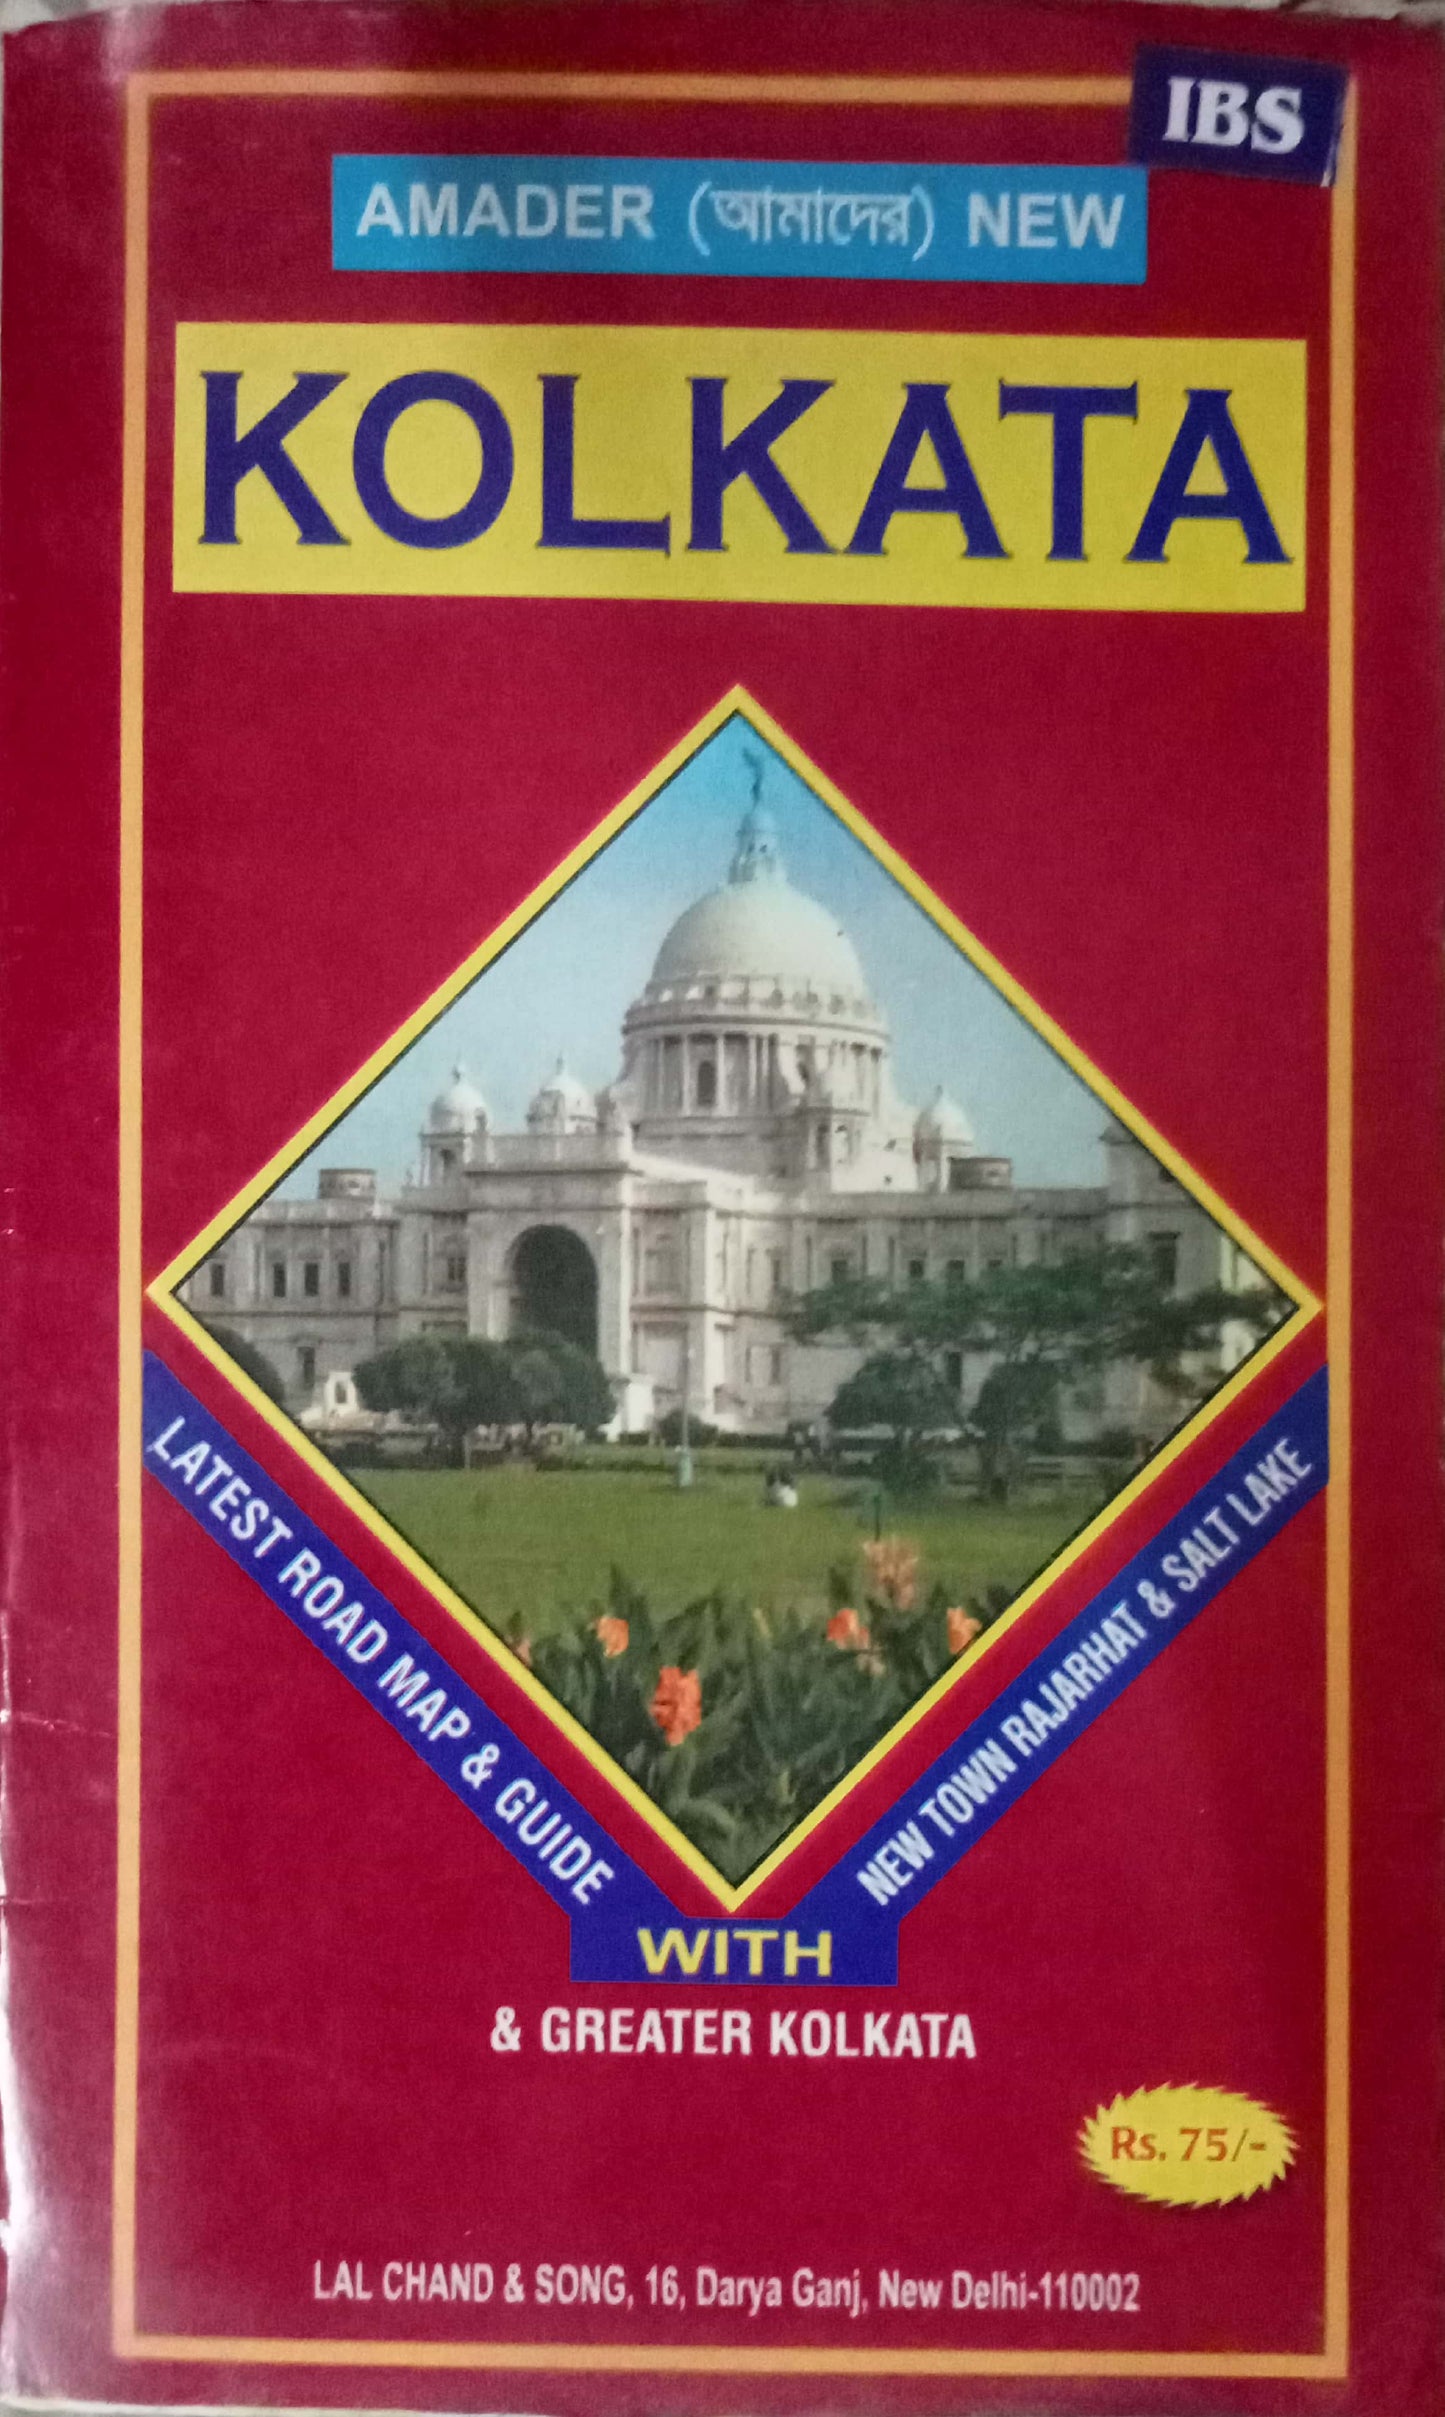 IBS
AMADER (আমাদের) NEW
KOLKATA
LATEST ROAD MAP & GUIDE
WITH
NEW TOWN RAJARHAT & SALT LAKE
& GREATER KOLKATA
Rs. 75/-
LAL CHAND & SONG, 16, Darya Ganj, New Delhi-110002